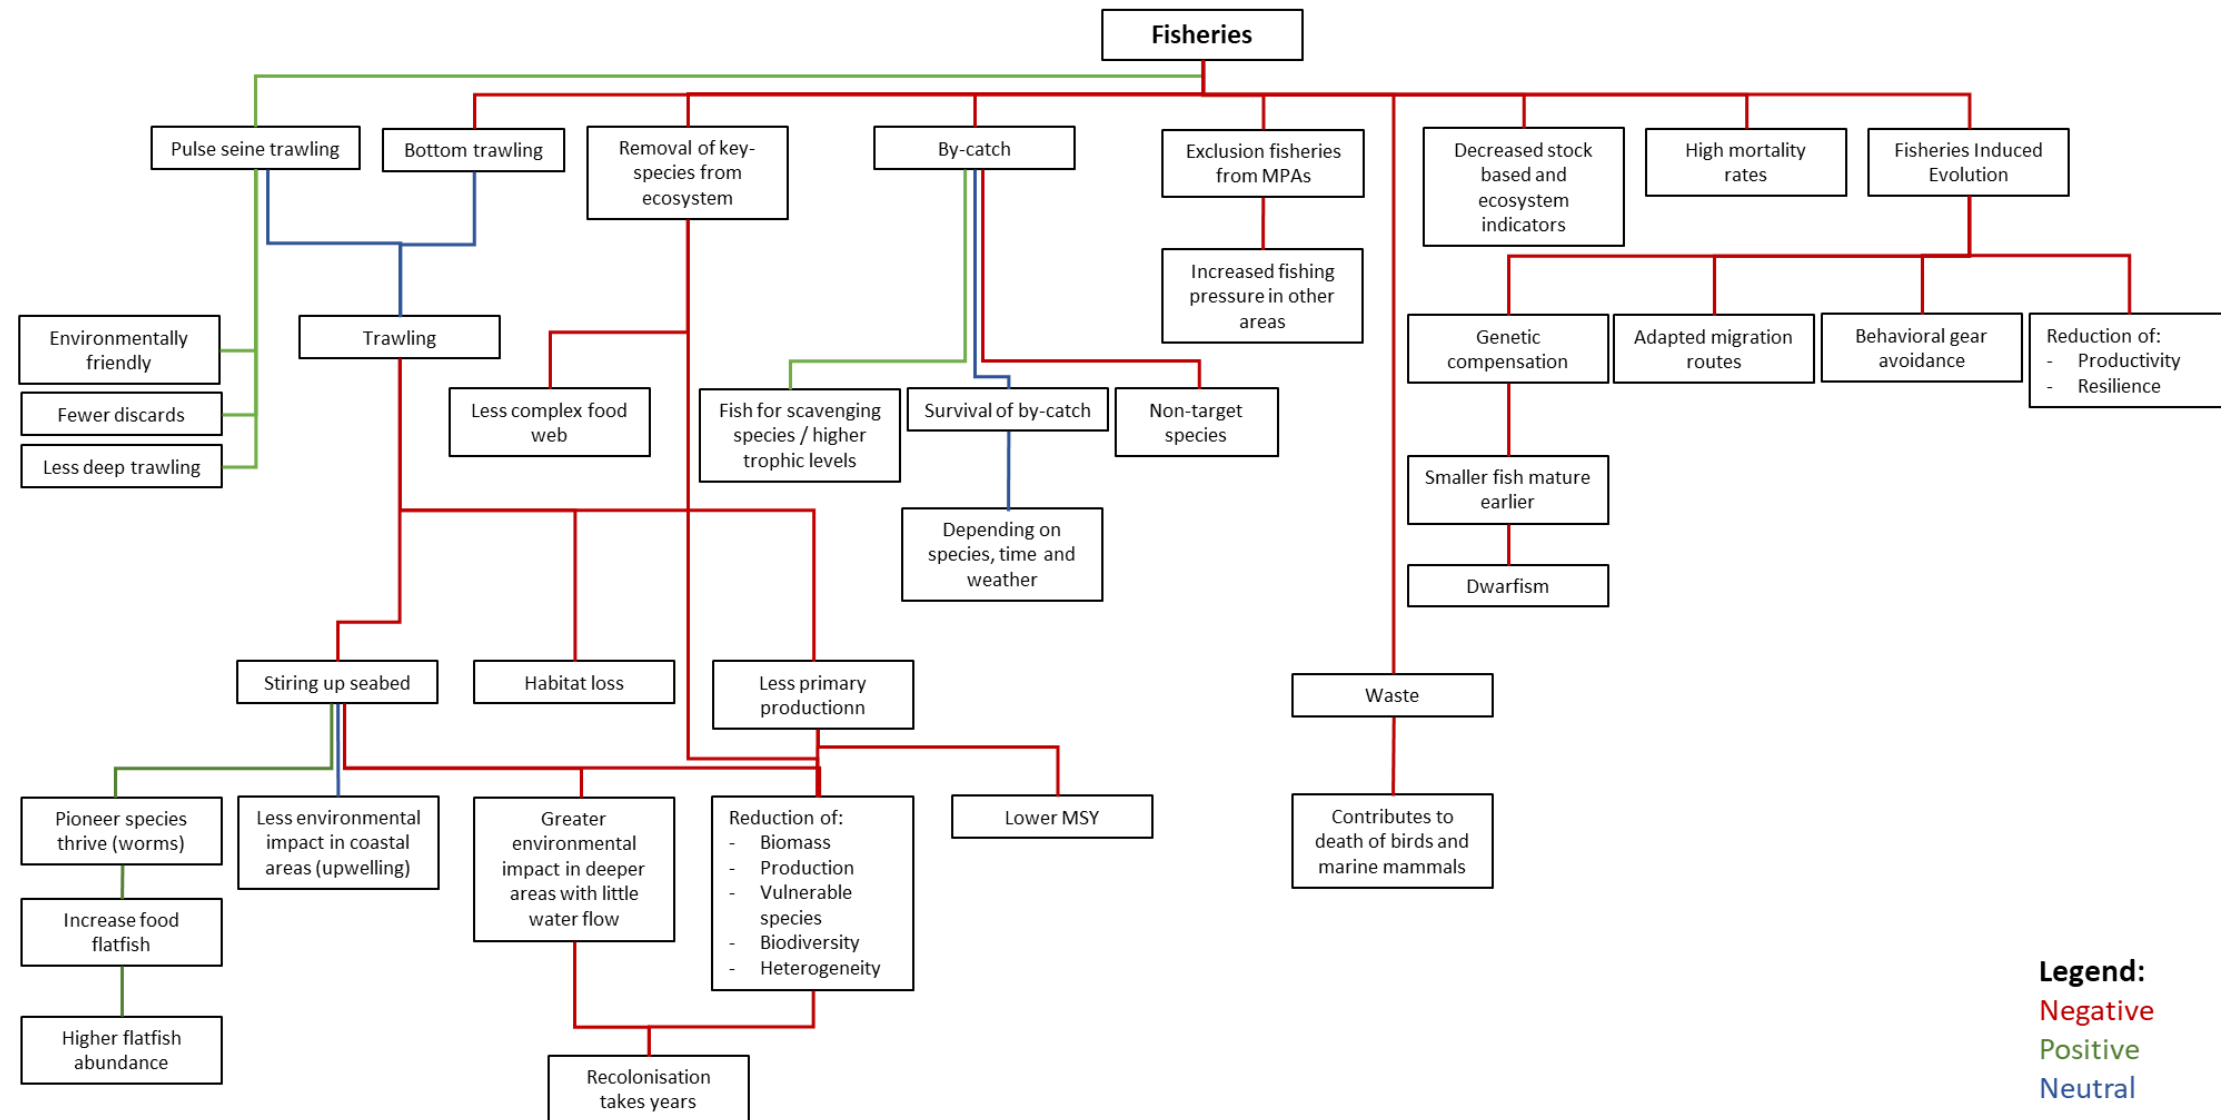 Fisheries
Pulse seine trawling
Bottom trawling
Removal of key-
species from
ecosystem
By-catch
Exclusion fisheries
from MPAs
Decreased stock
based and
ecosystem
indicators
High mortality
rates
Fisheries Induced
Evolution
Increased fishing
pressure in other
areas
Environmentally
friendly
Fewer discards
Less deep trawling
Trawling
Less complex food
web
Fish for scavenging
species / higher
trophic levels
Survival of by-catch
Non-target
species
Depending on
species, time and
weather
Genetic
compensation
Adapted migration
routes
Behavioral gear
avoidance
Reduction of:
- Productivity
- Resilience
Smaller fish mature
earlier
Dwarfism
Stiring up seabed
Habitat loss
Less primary
productionn
Waste
Pioneer species
thrive (worms)
Less environmental
impact in coastal
areas (upwelling)
Greater
environmental
impact in deeper
areas with little
water flow
Reduction of:
- Biomass
- Production
- Vulnerable
species
- Biodiversity
- Heterogeneity
Lower MSY
Contributes to
death of birds and
marine mammals
Increase food
flatfish
Higher flatfish
abundance
Recolonisation
takes years
Legend:
Negative
Positive
Neutral